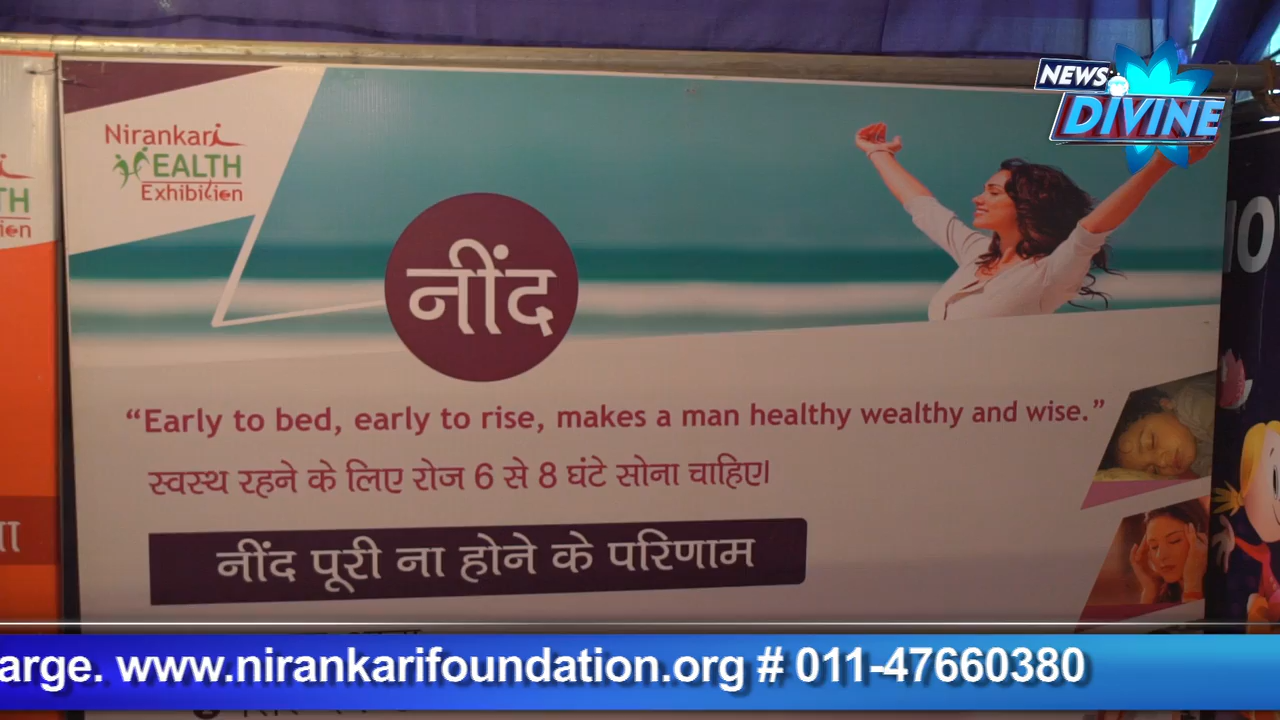 NEWS
DIVINE
Nirankari
HEALTH
Exhibition
नींद
“Early to bed, early to rise, makes a man healthy wealthy and wise.”
स्वस्थ रहने के लिए रोज 6 से 8 घंटे सोना चाहिए।
नींद पूरी ना होने के परिणाम
arge. www.nirankarifoundation.org # 011-47660380